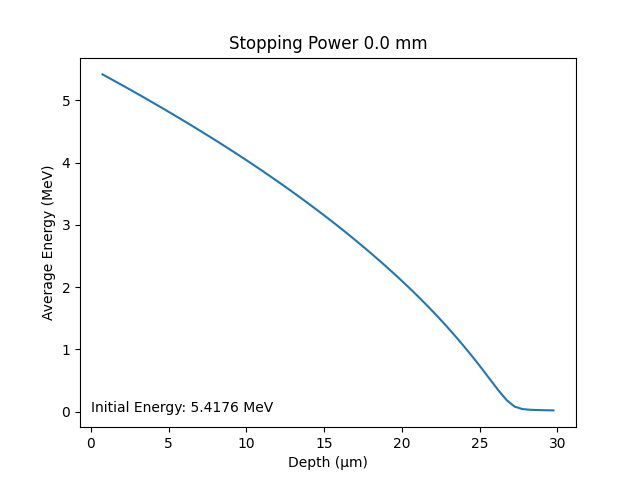 Stopping Power 0.0 mm
Average Energy (MeV)
5
4
3
2
1
0
Initial Energy: 5.4176 MeV
0 5 10 15 20 25 30
Depth (μm)